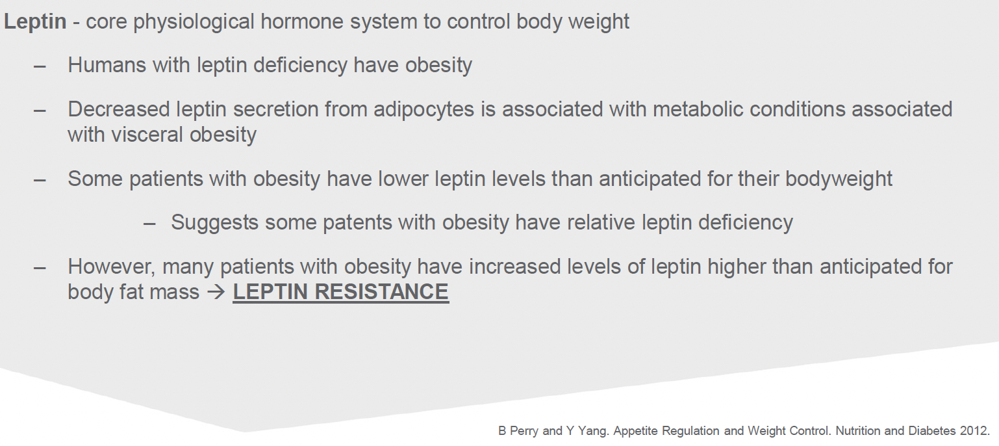 Leptin - core physiological hormone system to control body weight
– Humans with leptin deficiency have obesity
– Decreased leptin secretion from adipocytes is associated with metabolic conditions associated
with visceral obesity
– Some patients with obesity have lower leptin levels than anticipated for their bodyweight
– Suggests some patents with obesity have relative leptin deficiency
– However, many patients with obesity have increased levels of leptin higher than anticipated for
body fat mass → LEPTIN RESISTANCE
B Perry and Y Yang. Appetite Regulation and Weight Control. Nutrition and Diabetes 2012.